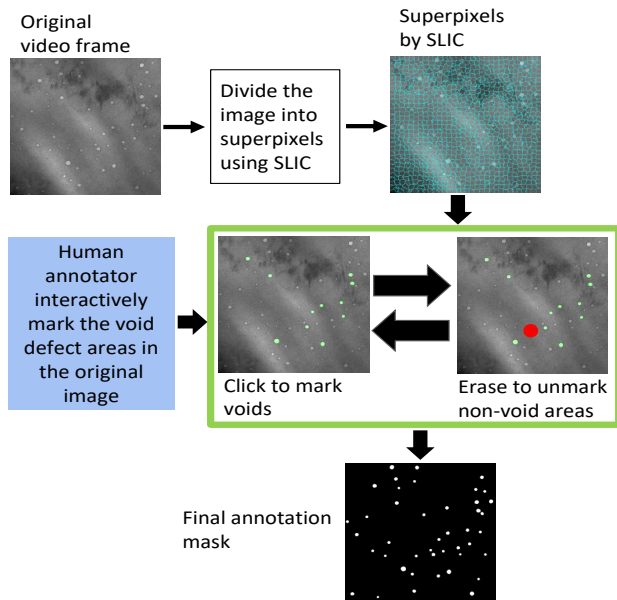 Original
video frame
Divide the
image into
superpixels
using SLIC
Superpixels
by SLIC
Human
annotator
interactively
mark the void
defect areas in
the original
image
Click to mark
voids
Erase to unmark
non-void areas
Final annotation
mask